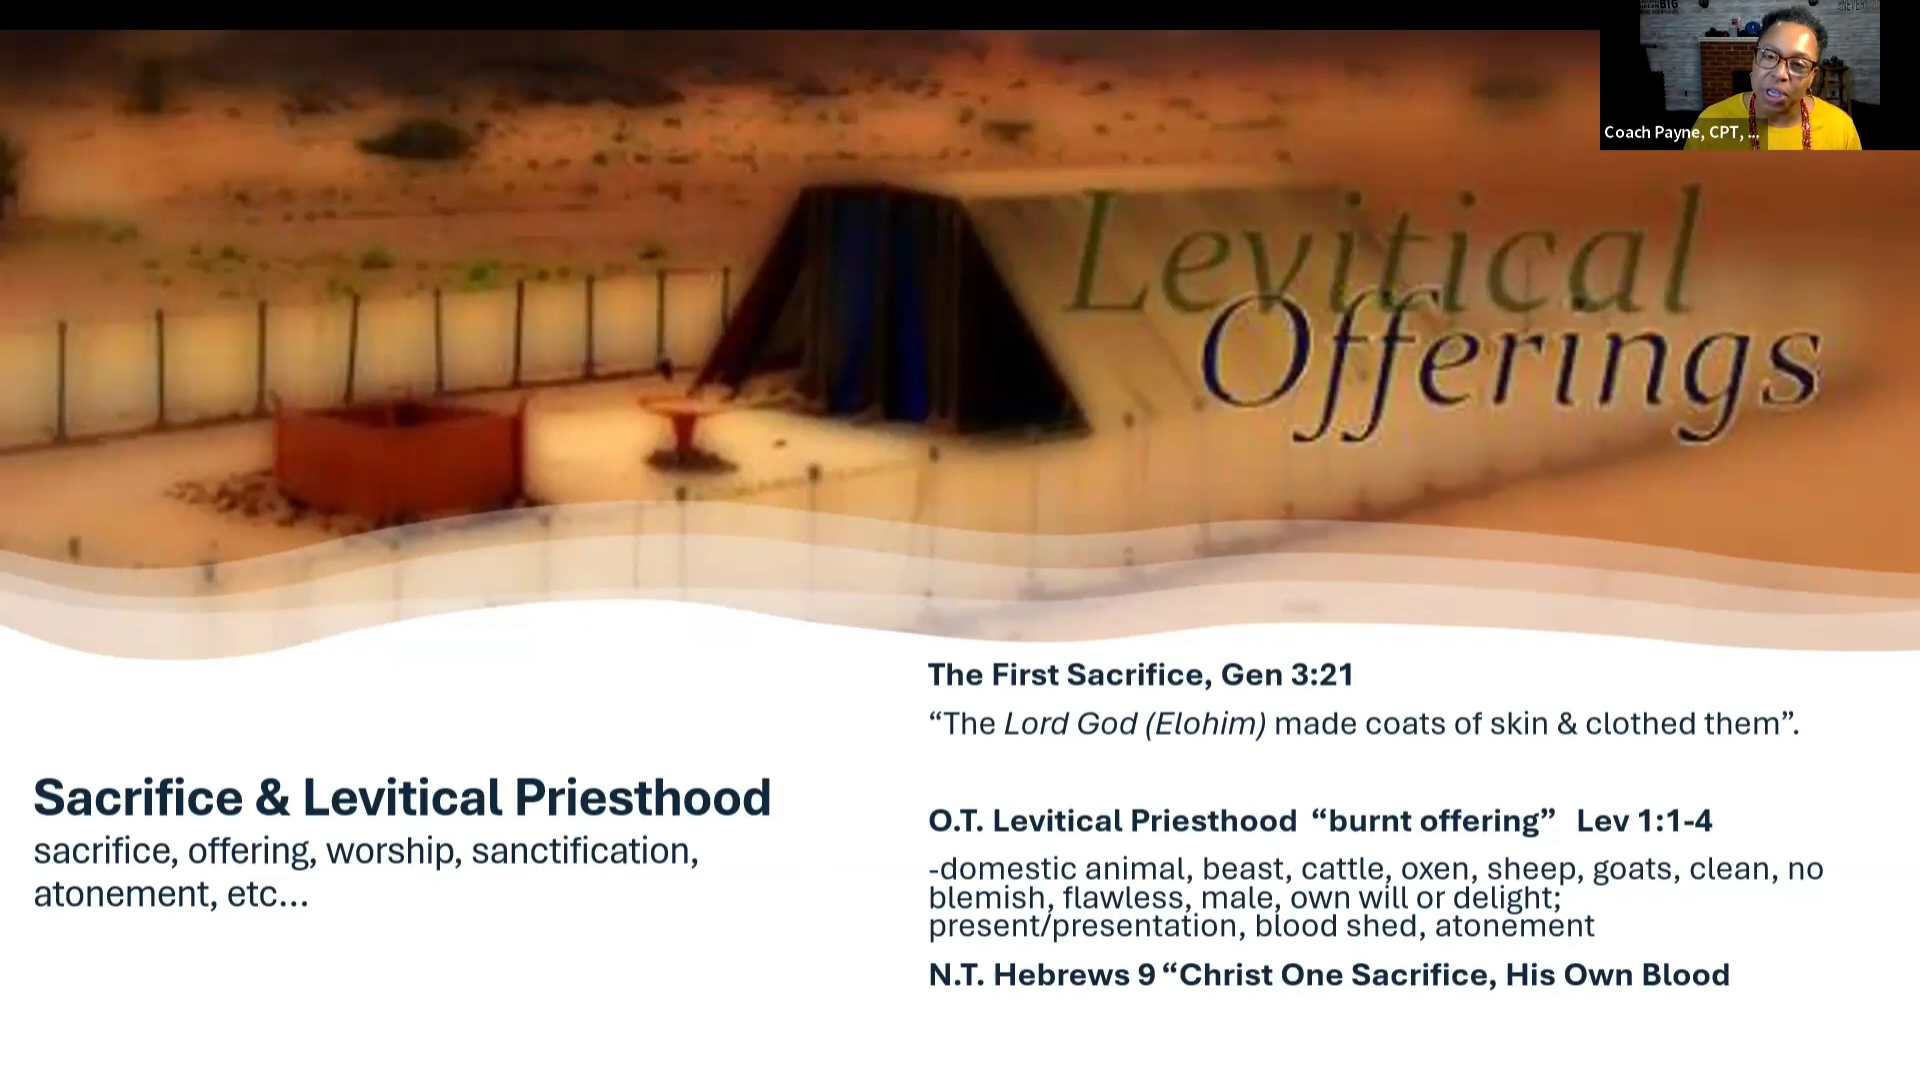 BIG
Coach Payne, CPT, ...
Levitical
Offerings
The First Sacrifice, Gen 3:21
“The Lord God (Elohim) made coats of skin & clothed them”.
Sacrifice & Levitical Priesthood
sacrifice, offering, worship, sanctification,
atonement, etc...
O.T. Levitical Priesthood “burnt offering” Lev 1:1-4
-domestic animal, beast, cattle, oxen, sheep, goats, clean, no
blemish, flawless, male, own will or delight;
present/presentation, blood shed, atonement
N.T. Hebrews 9 “Christ One Sacrifice, His Own Blood